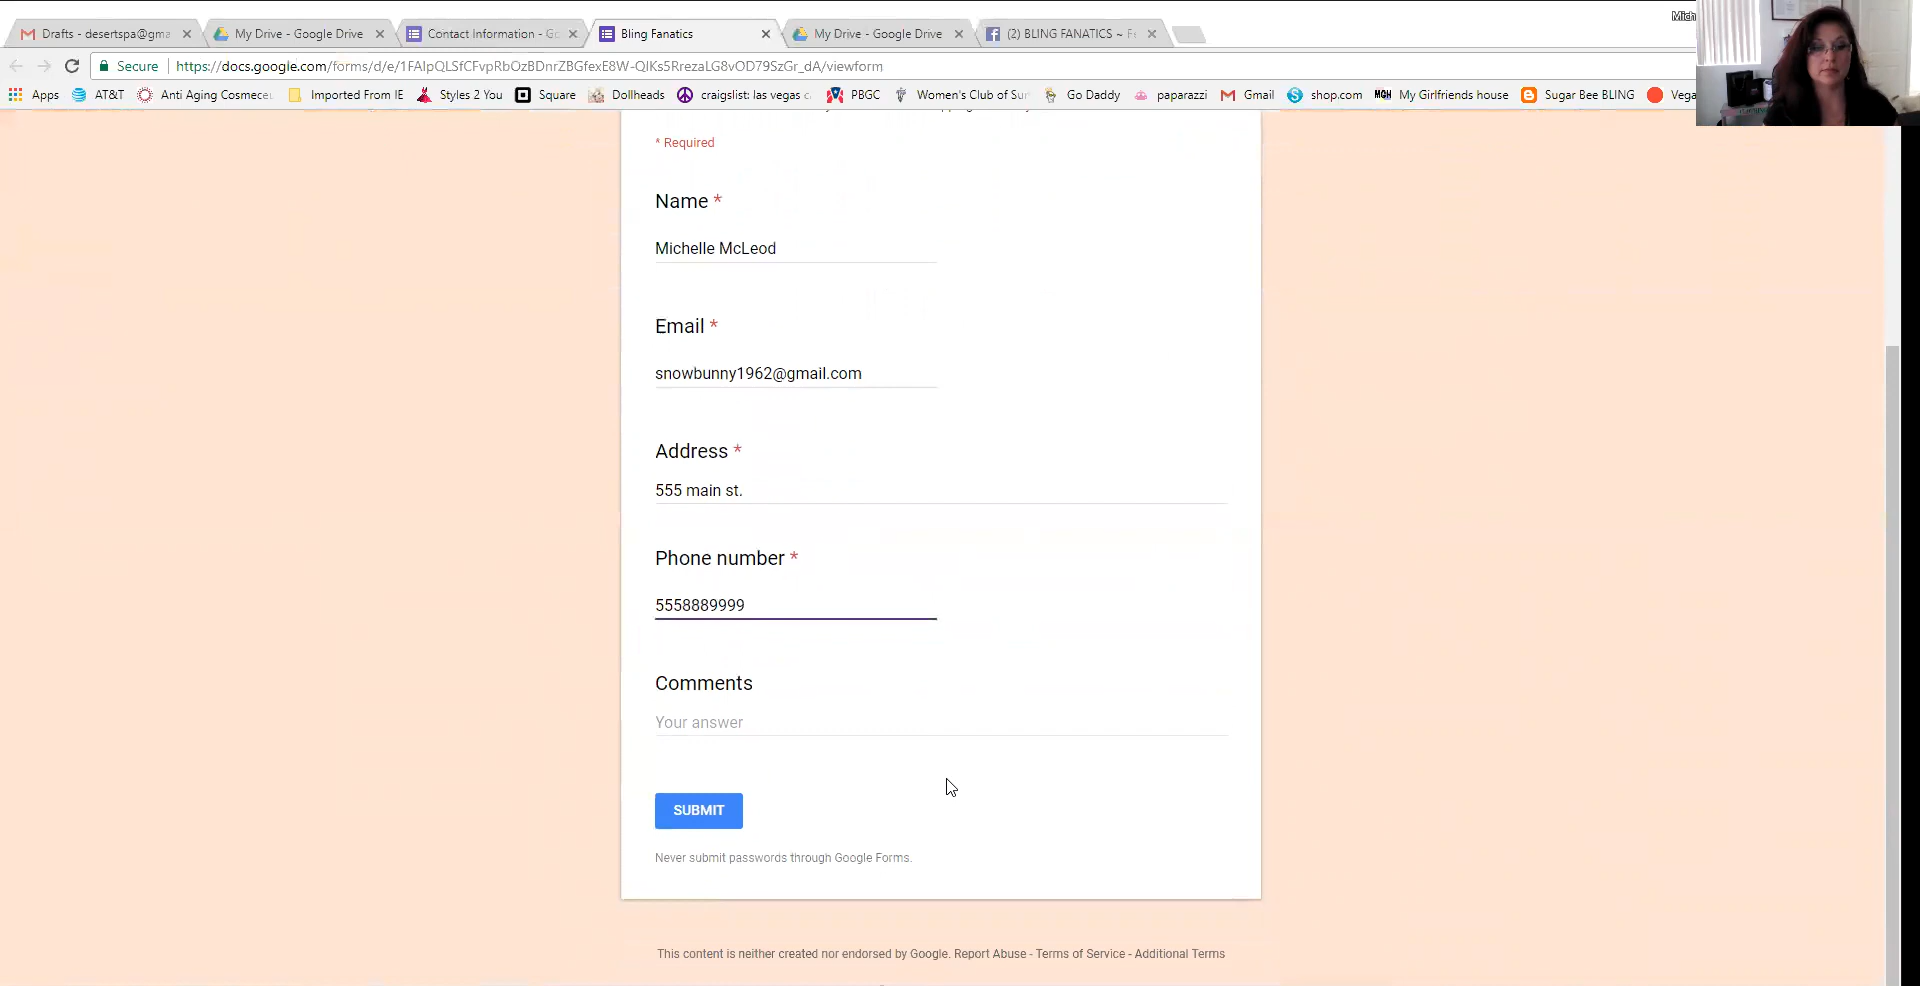 Mich
Drafts - desertspa@gma
My Drive - Google Drive
Contact Information - Go
Bling Fanatics
My Drive - Google Drive
(2) BLING FANATICS ~ Fa
Secure
https://docs.google.com/forms/d/e/1FAIpQLSfCFvpRbOzBDnrZBGfexE8W-QIKs5RrezaLG8vOD79SzGr_dA/viewform
Apps
AT&T
Anti Aging Cosmeceu
Imported From IE
Styles 2 You
Square
Dollheads
craigslist: las vegas c
PBGC
Women's Club of Sun
Go Daddy
paparazzi
Gmail
shop.com
MGH My Girlfriends house
Sugar Bee BLING
Vega
* Required
Name *
Michelle McLeod
Email *
snowbunny1962@gmail.com
Address *
555 main st.
Phone number *
5558889999
Comments
Your answer
SUBMIT
Never submit passwords through Google Forms.
This content is neither created nor endorsed by Google. Report Abuse - Terms of Service - Additional Terms